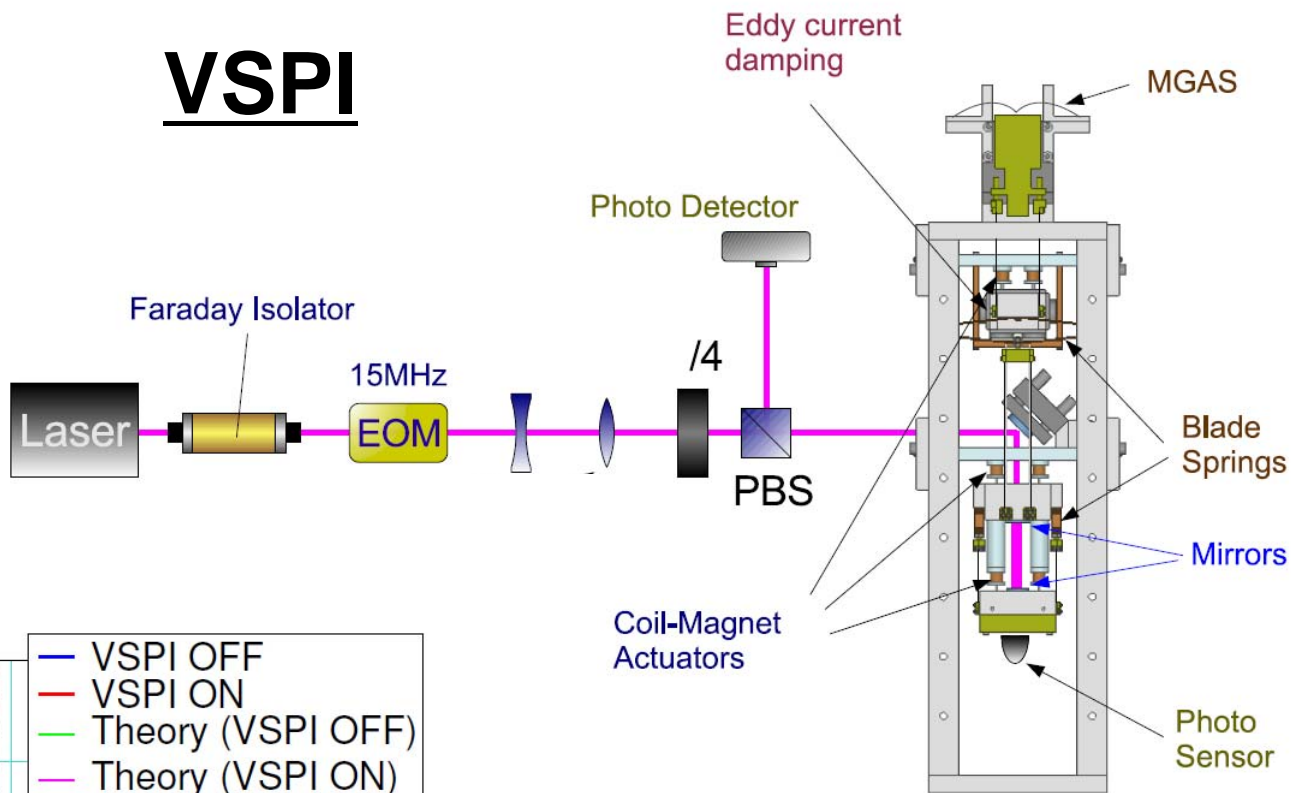 VSPI
Eddy current
damping
MGAS
Photo Detector
Faraday Isolator
15MHz
/4
Laser
EOM
PBS
Blade
Springs
Mirrors
Coil-Magnet
Actuators
Photo
Sensor
VSPI OFF
VSPI ON
Theory (VSPI OFF)
Theory (VSPI ON)